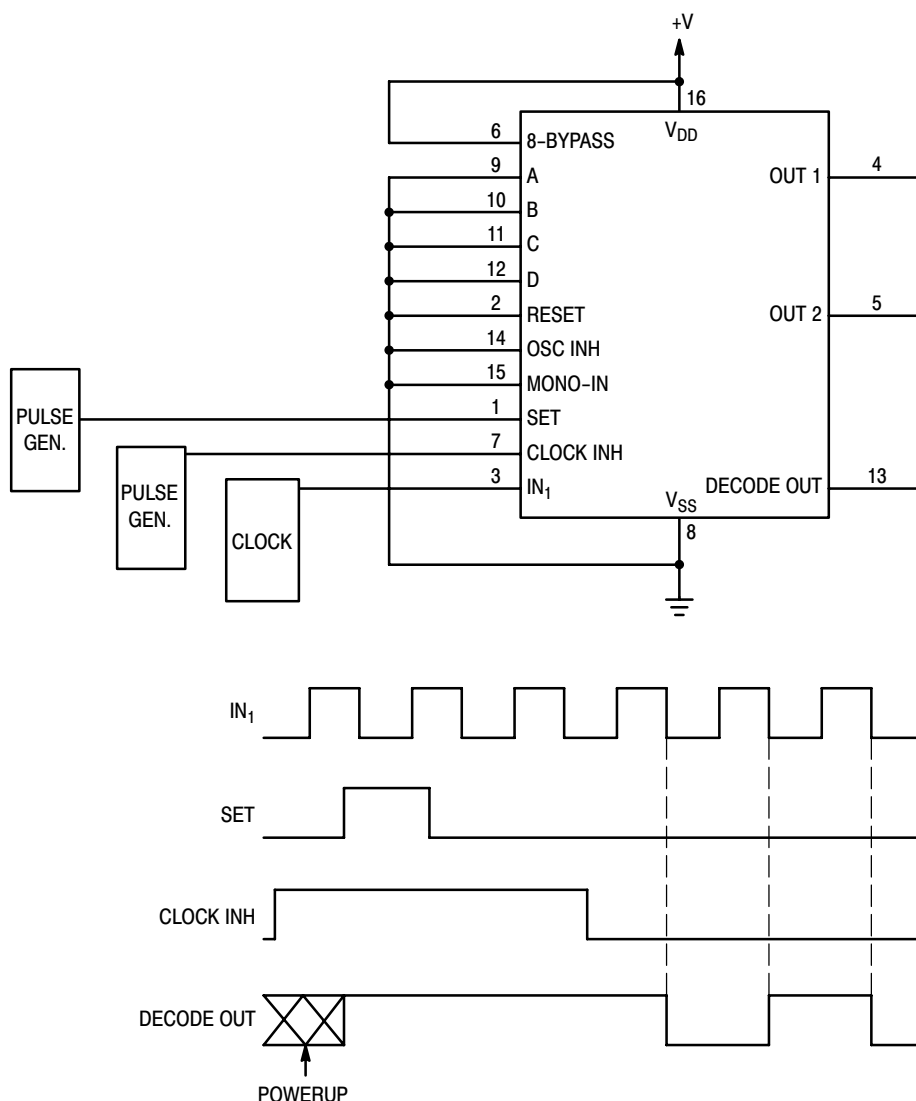 +V
16
6
8-BYPASS
VDD
9
A
OUT 1
4
10
B
11
C
12
D
2
RESET
OUT 2
5
14
OSC INH
15
MONO-IN
PULSE
GEN.
1
SET
7
CLOCK INH
PULSE
GEN.
3
IN1
DECODE OUT
13
CLOCK
VSS
8
IN1
SET
CLOCK INH
DECODE OUT
POWERUP